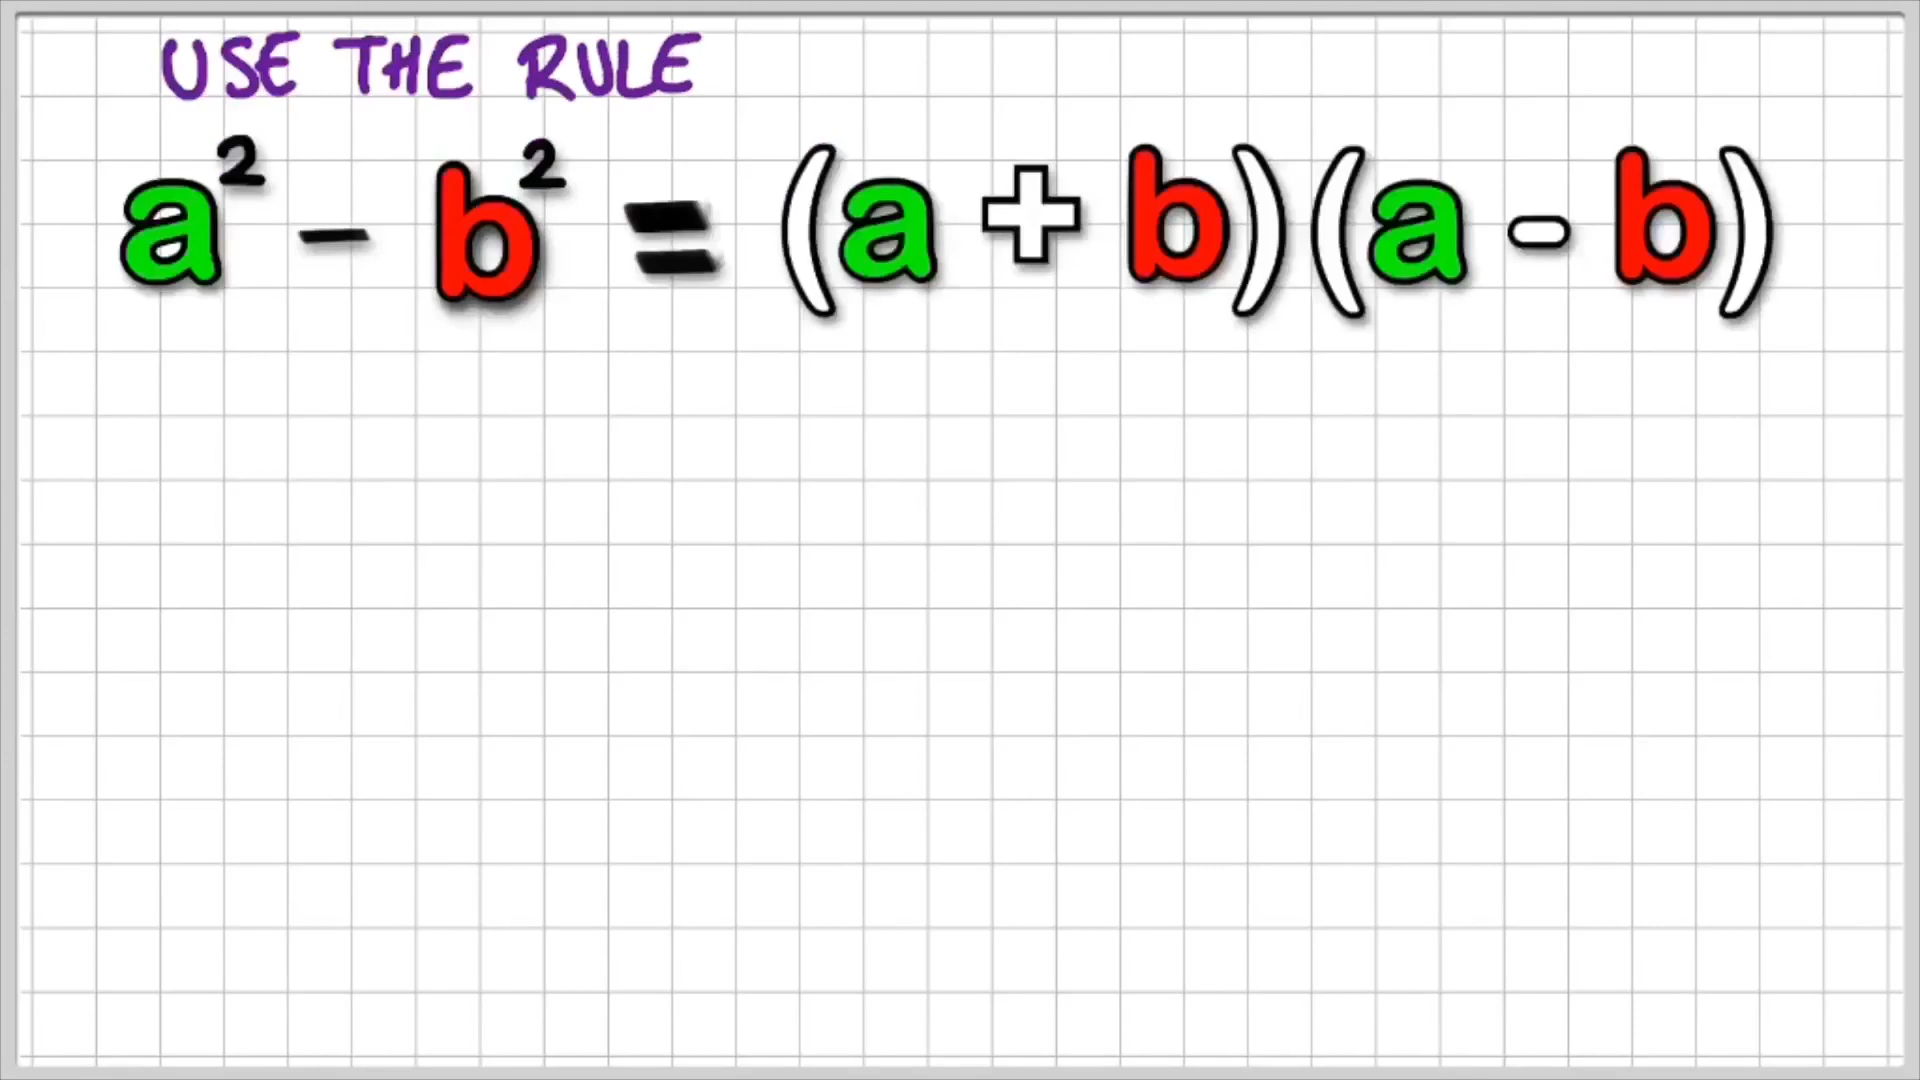 USE THE RULE
a² - b² = (a + b)(a - b)